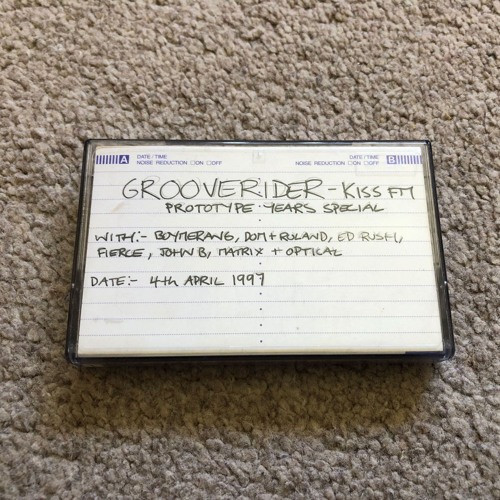 A DATE/TIME NOISE REDUCTION ☐ON ☐OFF
DATE/TIME B NOISE REDUCTION ☐ON ☐OFF
GROOVERIDER - KISS FM
PROTOTYPE YEARS SPECIAL
WITH:- BOYMERANG, DOM + ROLAND, ED RUSH,
FIERCE, JOHN B, MATRIX + OPTICAL
DATE:- 4th APRIL 1997